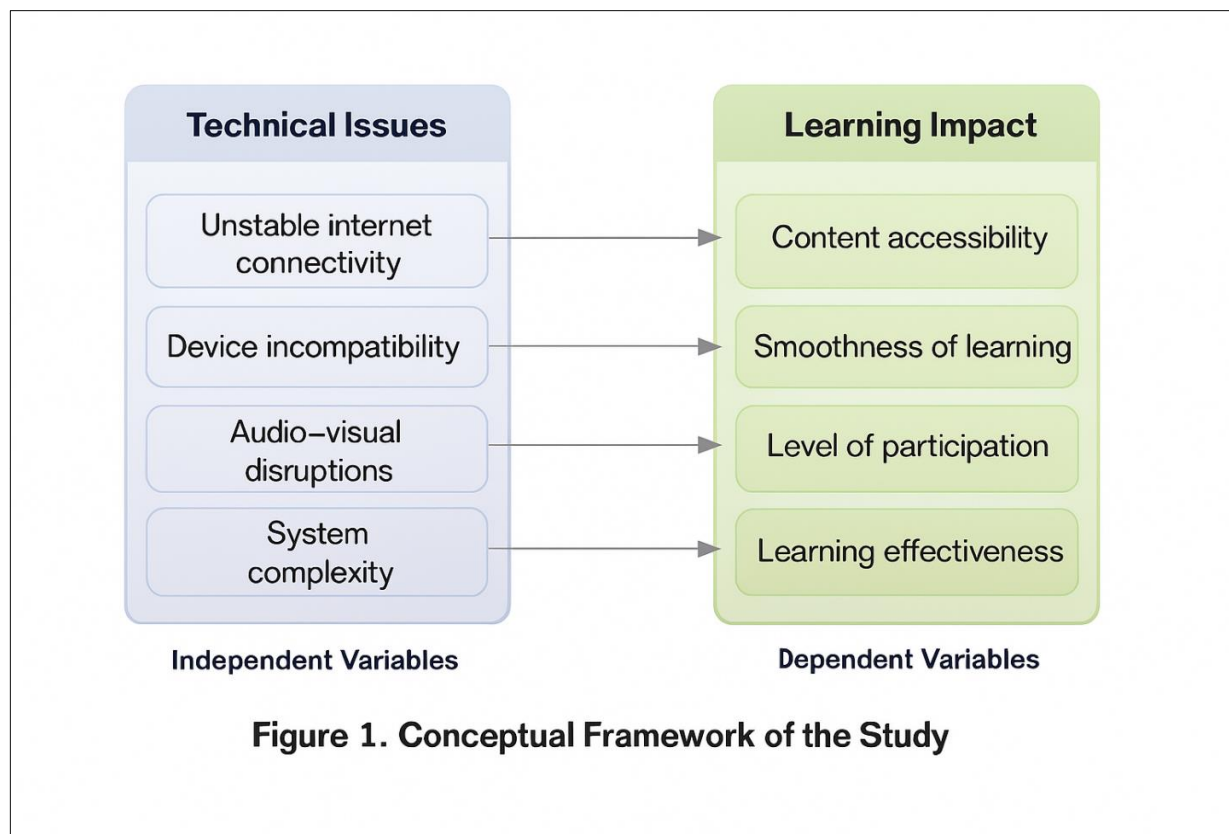 Technical Issues
Unstable internet
connectivity
Device incompatibility
Audio–visual
disruptions
System
complexity
Independent Variables
Learning Impact
Content accessibility
Smoothness of learning
Level of participation
Learning effectiveness
Dependent Variables
Figure 1. Conceptual Framework of the Study